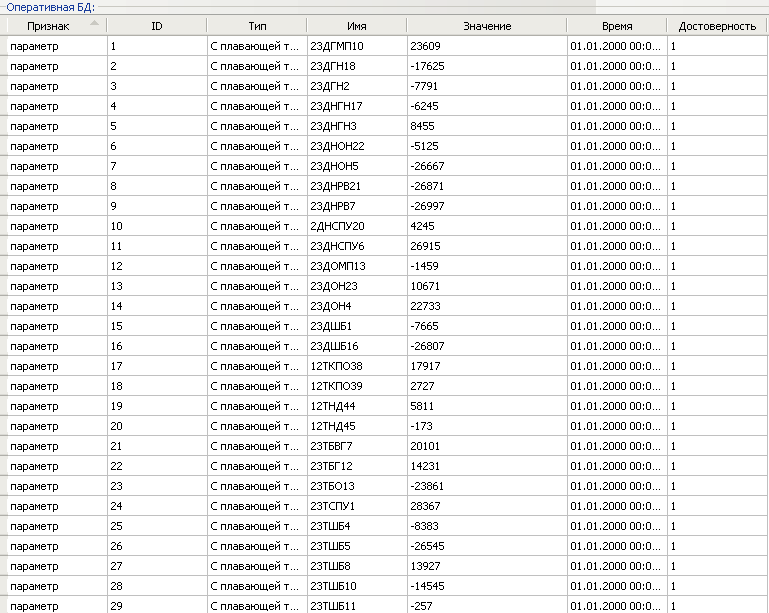 Оперативная БД:
Признак ID Тип Имя Значение Время Достоверность
параметр 1 С плавающей т... 23ДГМП10 23609 01.01.2000 00:0... 1
параметр 2 С плавающей т... 23ДГН18 -17625 01.01.2000 00:0... 1
параметр 3 С плавающей т... 23ДГН2 -7791 01.01.2000 00:0... 1
параметр 4 С плавающей т... 23ДНГН17 -6245 01.01.2000 00:0... 1
параметр 5 С плавающей т... 23ДНГН3 8455 01.01.2000 00:0... 1
параметр 6 С плавающей т... 23ДНОН22 -5125 01.01.2000 00:0... 1
параметр 7 С плавающей т... 23ДНОН5 -26667 01.01.2000 00:0... 1
параметр 8 С плавающей т... 23ДНРВ21 -26871 01.01.2000 00:0... 1
параметр 9 С плавающей т... 23ДНРВ7 -26997 01.01.2000 00:0... 1
параметр 10 С плавающей т... 2ДНСПУ20 4245 01.01.2000 00:0... 1
параметр 11 С плавающей т... 23ДНСПУ6 26915 01.01.2000 00:0... 1
параметр 12 С плавающей т... 23ДОМП13 -1459 01.01.2000 00:0... 1
параметр 13 С плавающей т... 23ДОН23 10671 01.01.2000 00:0... 1
параметр 14 С плавающей т... 23ДОН4 22733 01.01.2000 00:0... 1
параметр 15 С плавающей т... 23ДШБ1 -7665 01.01.2000 00:0... 1
параметр 16 С плавающей т... 23ДШБ16 -26807 01.01.2000 00:0... 1
параметр 17 С плавающей т... 12ТКПО38 17917 01.01.2000 00:0... 1
параметр 18 С плавающей т... 12ТКПО39 2727 01.01.2000 00:0... 1
параметр 19 С плавающей т... 12ТНД44 5811 01.01.2000 00:0... 1
параметр 20 С плавающей т... 12ТНД45 -173 01.01.2000 00:0... 1
параметр 21 С плавающей т... 23ТБВГ7 20101 01.01.2000 00:0... 1
параметр 22 С плавающей т... 23ТБГ12 14231 01.01.2000 00:0... 1
параметр 23 С плавающей т... 23ТБО13 -23861 01.01.2000 00:0... 1
параметр 24 С плавающей т... 23ТСПУ1 28367 01.01.2000 00:0... 1
параметр 25 С плавающей т... 23ТШБ4 -8383 01.01.2000 00:0... 1
параметр 26 С плавающей т... 23ТШБ5 -26545 01.01.2000 00:0... 1
параметр 27 С плавающей т... 23ТШБ8 13927 01.01.2000 00:0... 1
параметр 28 С плавающей т... 23ТШБ10 -14545 01.01.2000 00:0... 1
параметр 29 С плавающей т... 23ТШБ11 -257 01.01.2000 00:0... 1